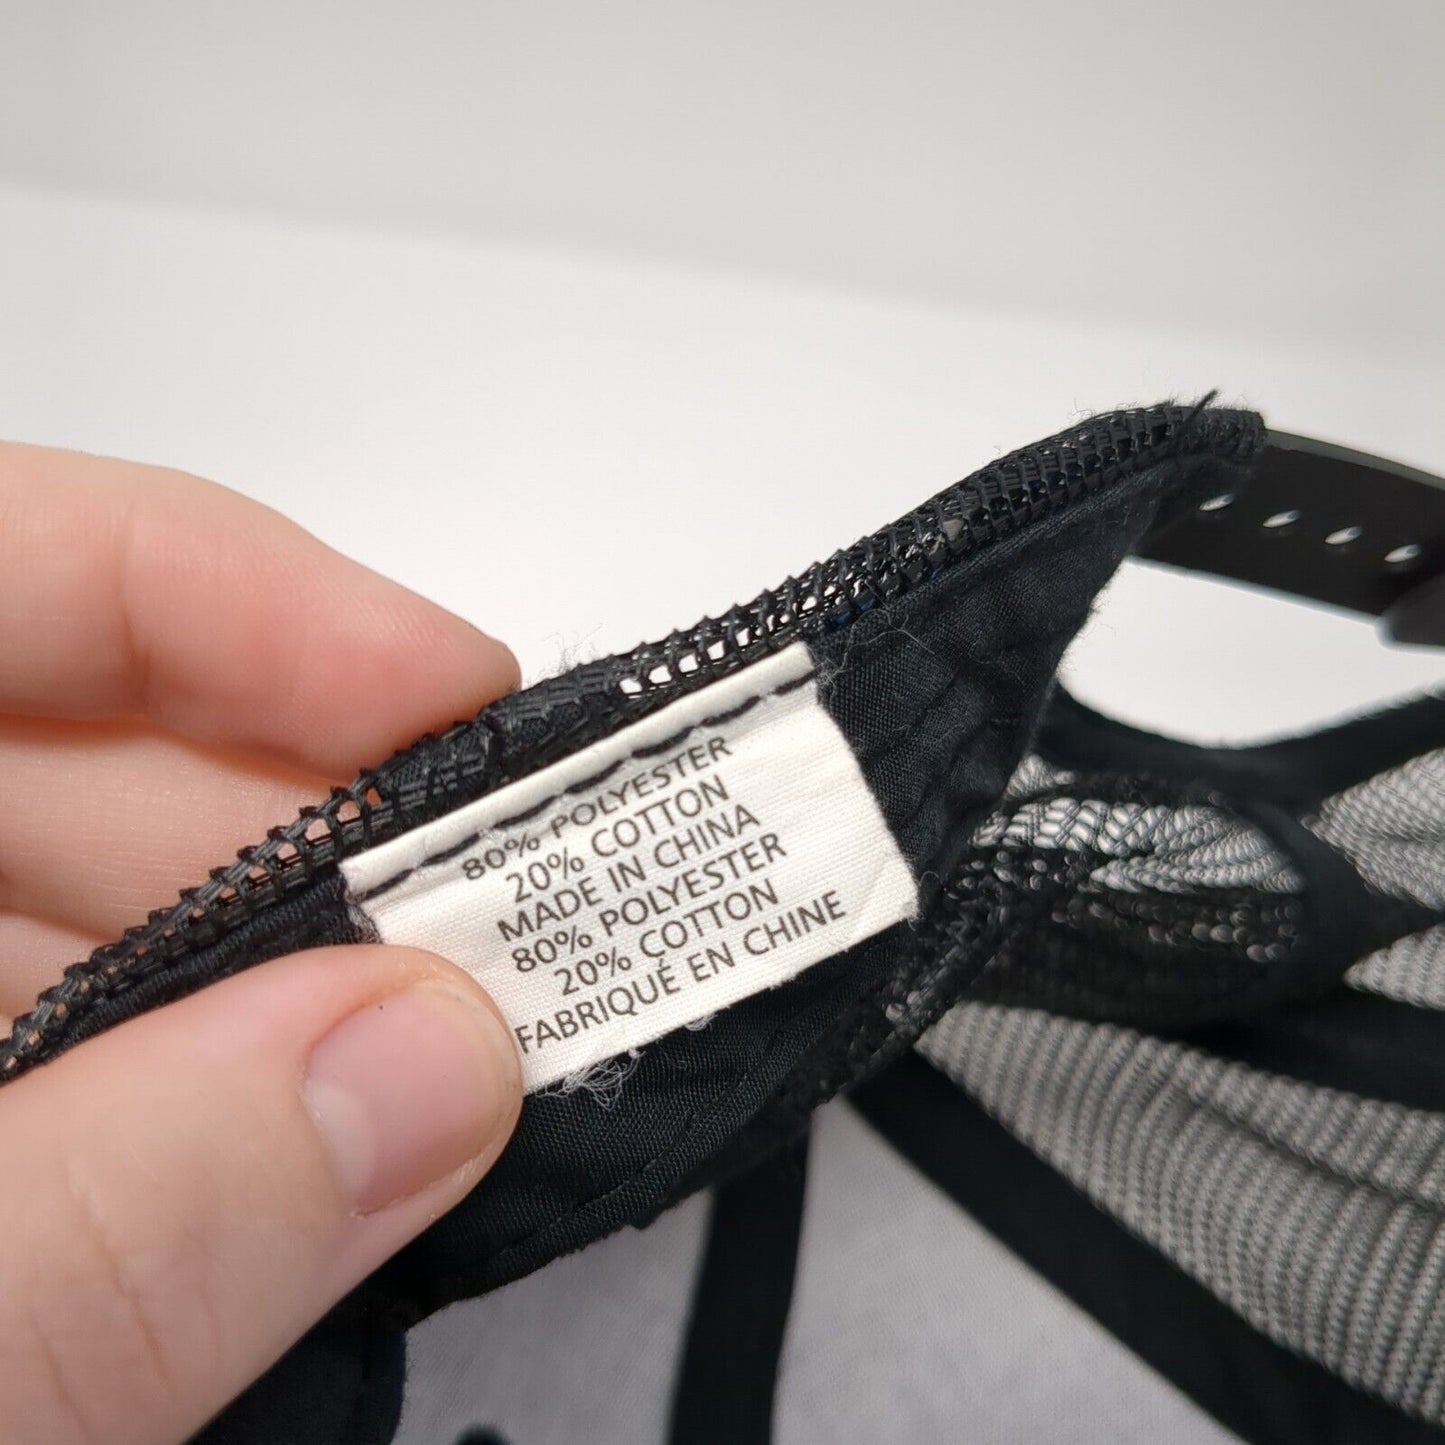 80% POLYESTER
20% COTTON
MADE IN CHINA
80% POLYESTER
20% COTTON
FABRIQUÉ EN CHINE